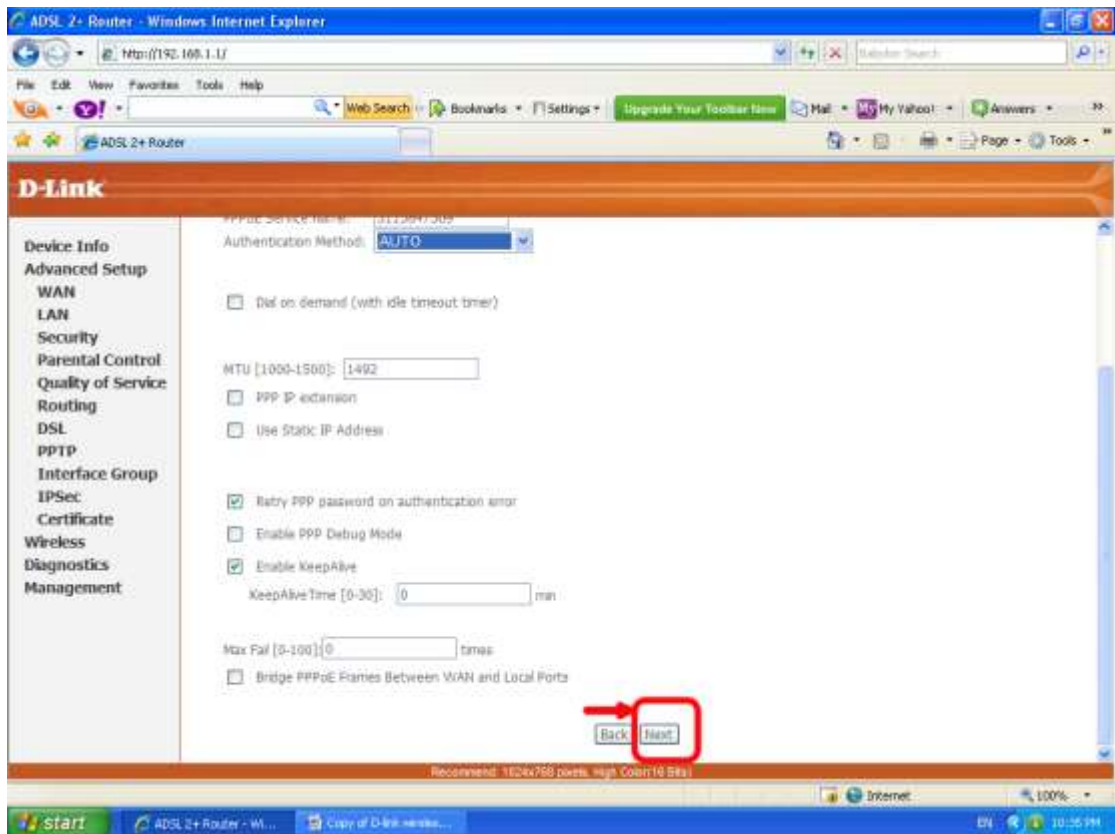 ADSL 2+ Router - Windows Internet Explorer
http://192.168.1.1/
File Edit View Favorites Tools Help
Web Search Bookmarks Settings Upgrade Your Toolbar Now Mail My Yahoo! Answers
ADSL 2+ Router Page Tools
D-Link
PPPoE Service Name:
Authentication Method: AUTO
Device Info
Advanced Setup
WAN
LAN
Security
Parental Control
Quality of Service
Routing
DSL
PPTP
Interface Group
IPSec
Certificate
Wireless
Diagnostics
Management
Dial on demand (with idle timeout timer)
MTU [1000-1500]: 1492
PPP IP extension
Use Static IP Address
Retry PPP password on authentication error
Enable PPP Debug Mode
Enable KeepAlive
KeepAliveTime [0-30]: 0 min
Max Fail [0-100]: 0 times
Bridge PPPoE Frames Between WAN and Local Ports
Back Next
Recommend: 1024x768 pixels, High Color(16 Bits)
Internet 100%
start ADSL 2+ Router - Wi... Copy of D-link EN 10:56 PM